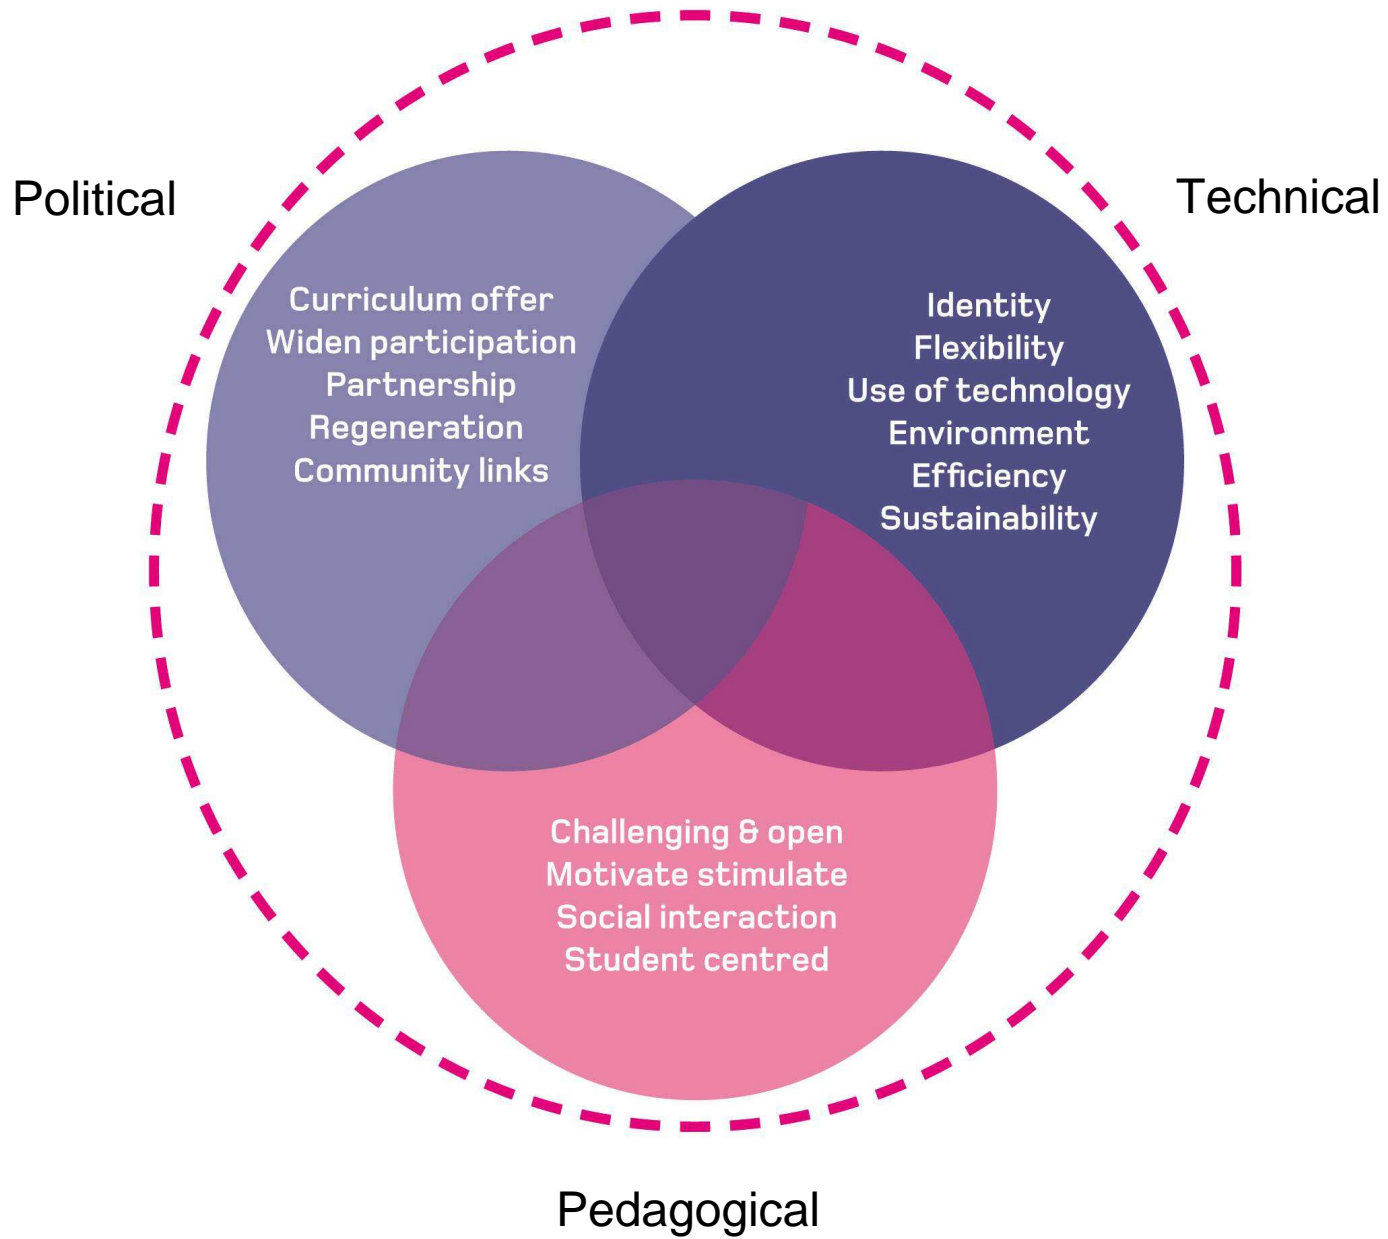 Political
Technical
Curriculum offer
Widen participation
Partnership
Regeneration
Community links
Identity
Flexibility
Use of technology
Environment
Efficiency
Sustainability
Challenging & open
Motivate stimulate
Social interaction
Student centred
Pedagogical